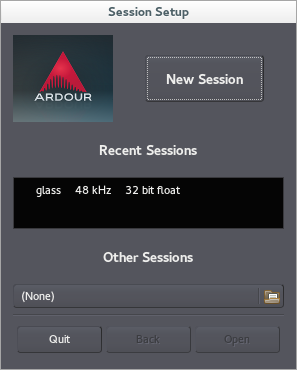 Session Setup
ARDOUR
New Session
Recent Sessions
glass 48 kHz 32 bit float
Other Sessions
(None)
Quit Back Open